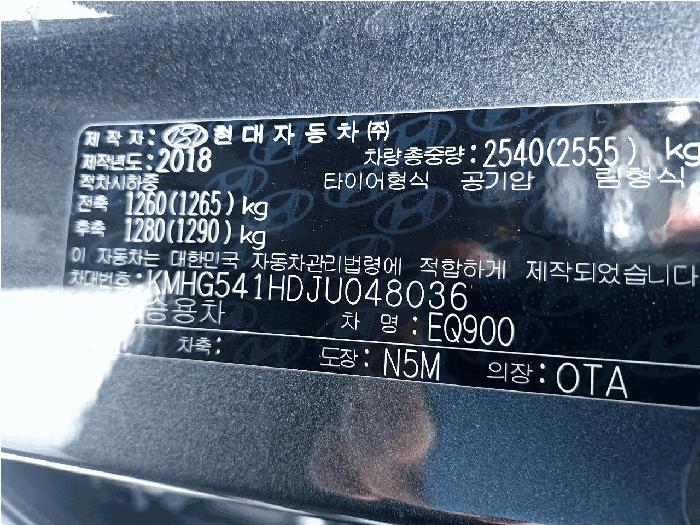 제 작 자 : 현대자동차 ㈜
제작년도: 2018 차량총중량 : 2540(2555) kg
적차시하중 타이어형식 공기압 림형식
전축 1260(1265) kg
후축 1280(1290) kg
이 자동차는 대한민국 자동차관리법령에 적합하게 제작되었습니다
차대번호: KMHG541HDJU048036
승용차 차 명 : EQ900
차축: 도장: N5M 의장: OTA